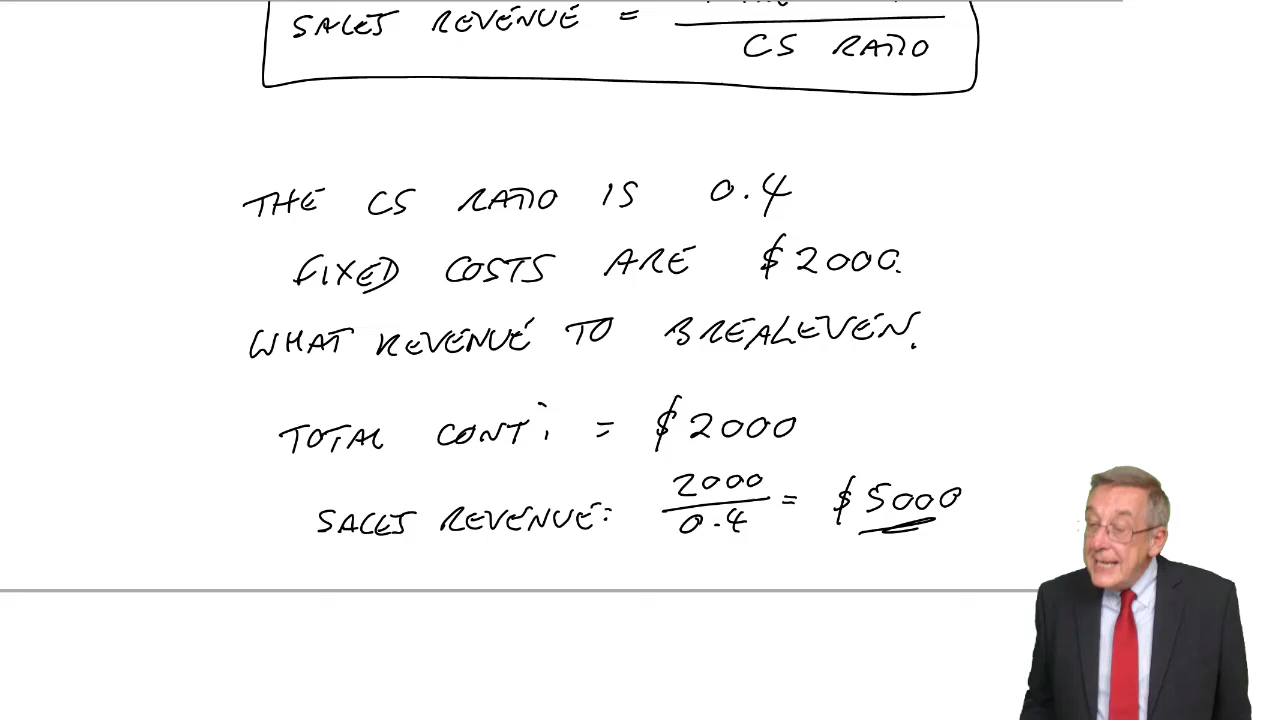 SALES REVENUE =
CS RATIO
THE CS RATIO IS 0.4
FIXED COSTS ARE $2000.
WHAT REVENUE TO BREALEVEN.
TOTAL CONT: = $2000
SALES REVENUE: 2000 / 0.4 = $5000